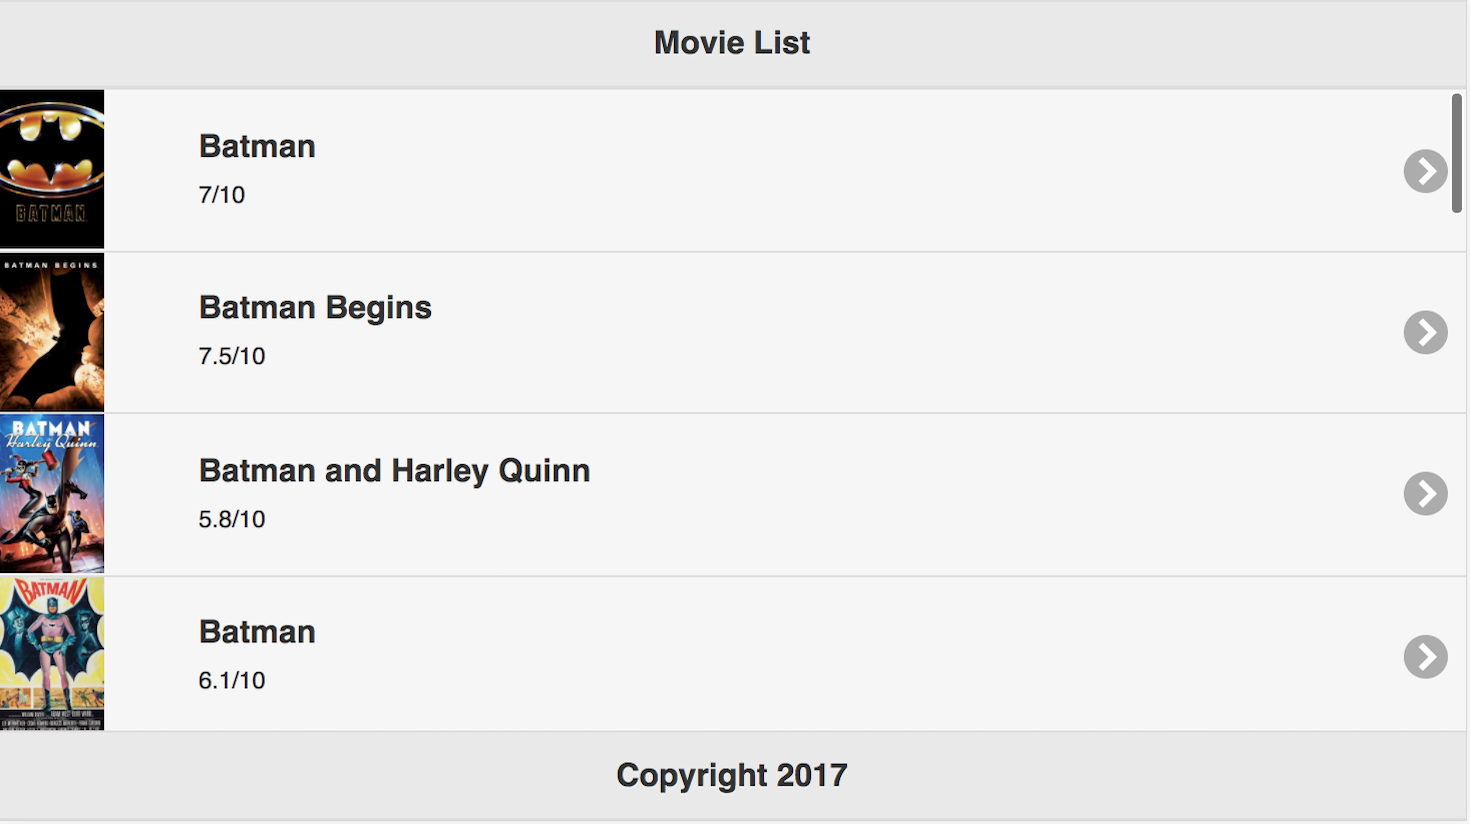 Movie List
BATMAN
Batman
7/10
BATMAN BEGINS
Batman Begins
7.5/10
BATMAN
Harley Quinn
Batman and Harley Quinn
5.8/10
BATMAN
Batman
6.1/10
Copyright 2017